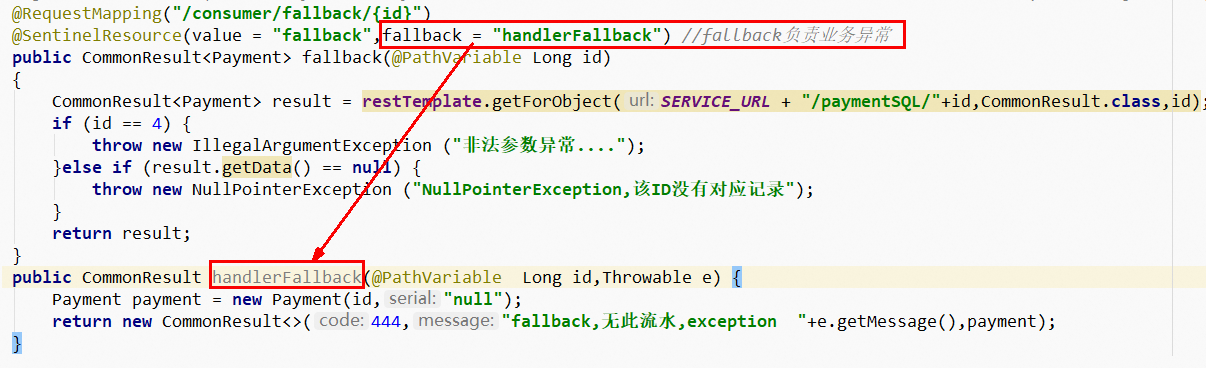 @RequestMapping("/consumer/fallback/{id}")
@SentinelResource(value = "fallback",fallback = "handlerFallback") //fallback负责业务异常
public CommonResult<Payment> fallback(@PathVariable Long id)
{
    CommonResult<Payment> result = restTemplate.getForObject( url: SERVICE_URL + "/paymentSQL/"+id,CommonResult.class,id);
    if (id == 4) {
        throw new IllegalArgumentException ("非法参数异常....");
    }else if (result.getData() == null) {
        throw new NullPointerException ("NullPointerException,该ID没有对应记录");
    }
    return result;
}
public CommonResult handlerFallback(@PathVariable  Long id,Throwable e) {
    Payment payment = new Payment(id, serial: "null");
    return new CommonResult<>( code: 444, message: "fallback,无此流水,exception  "+e.getMessage(),payment);
}